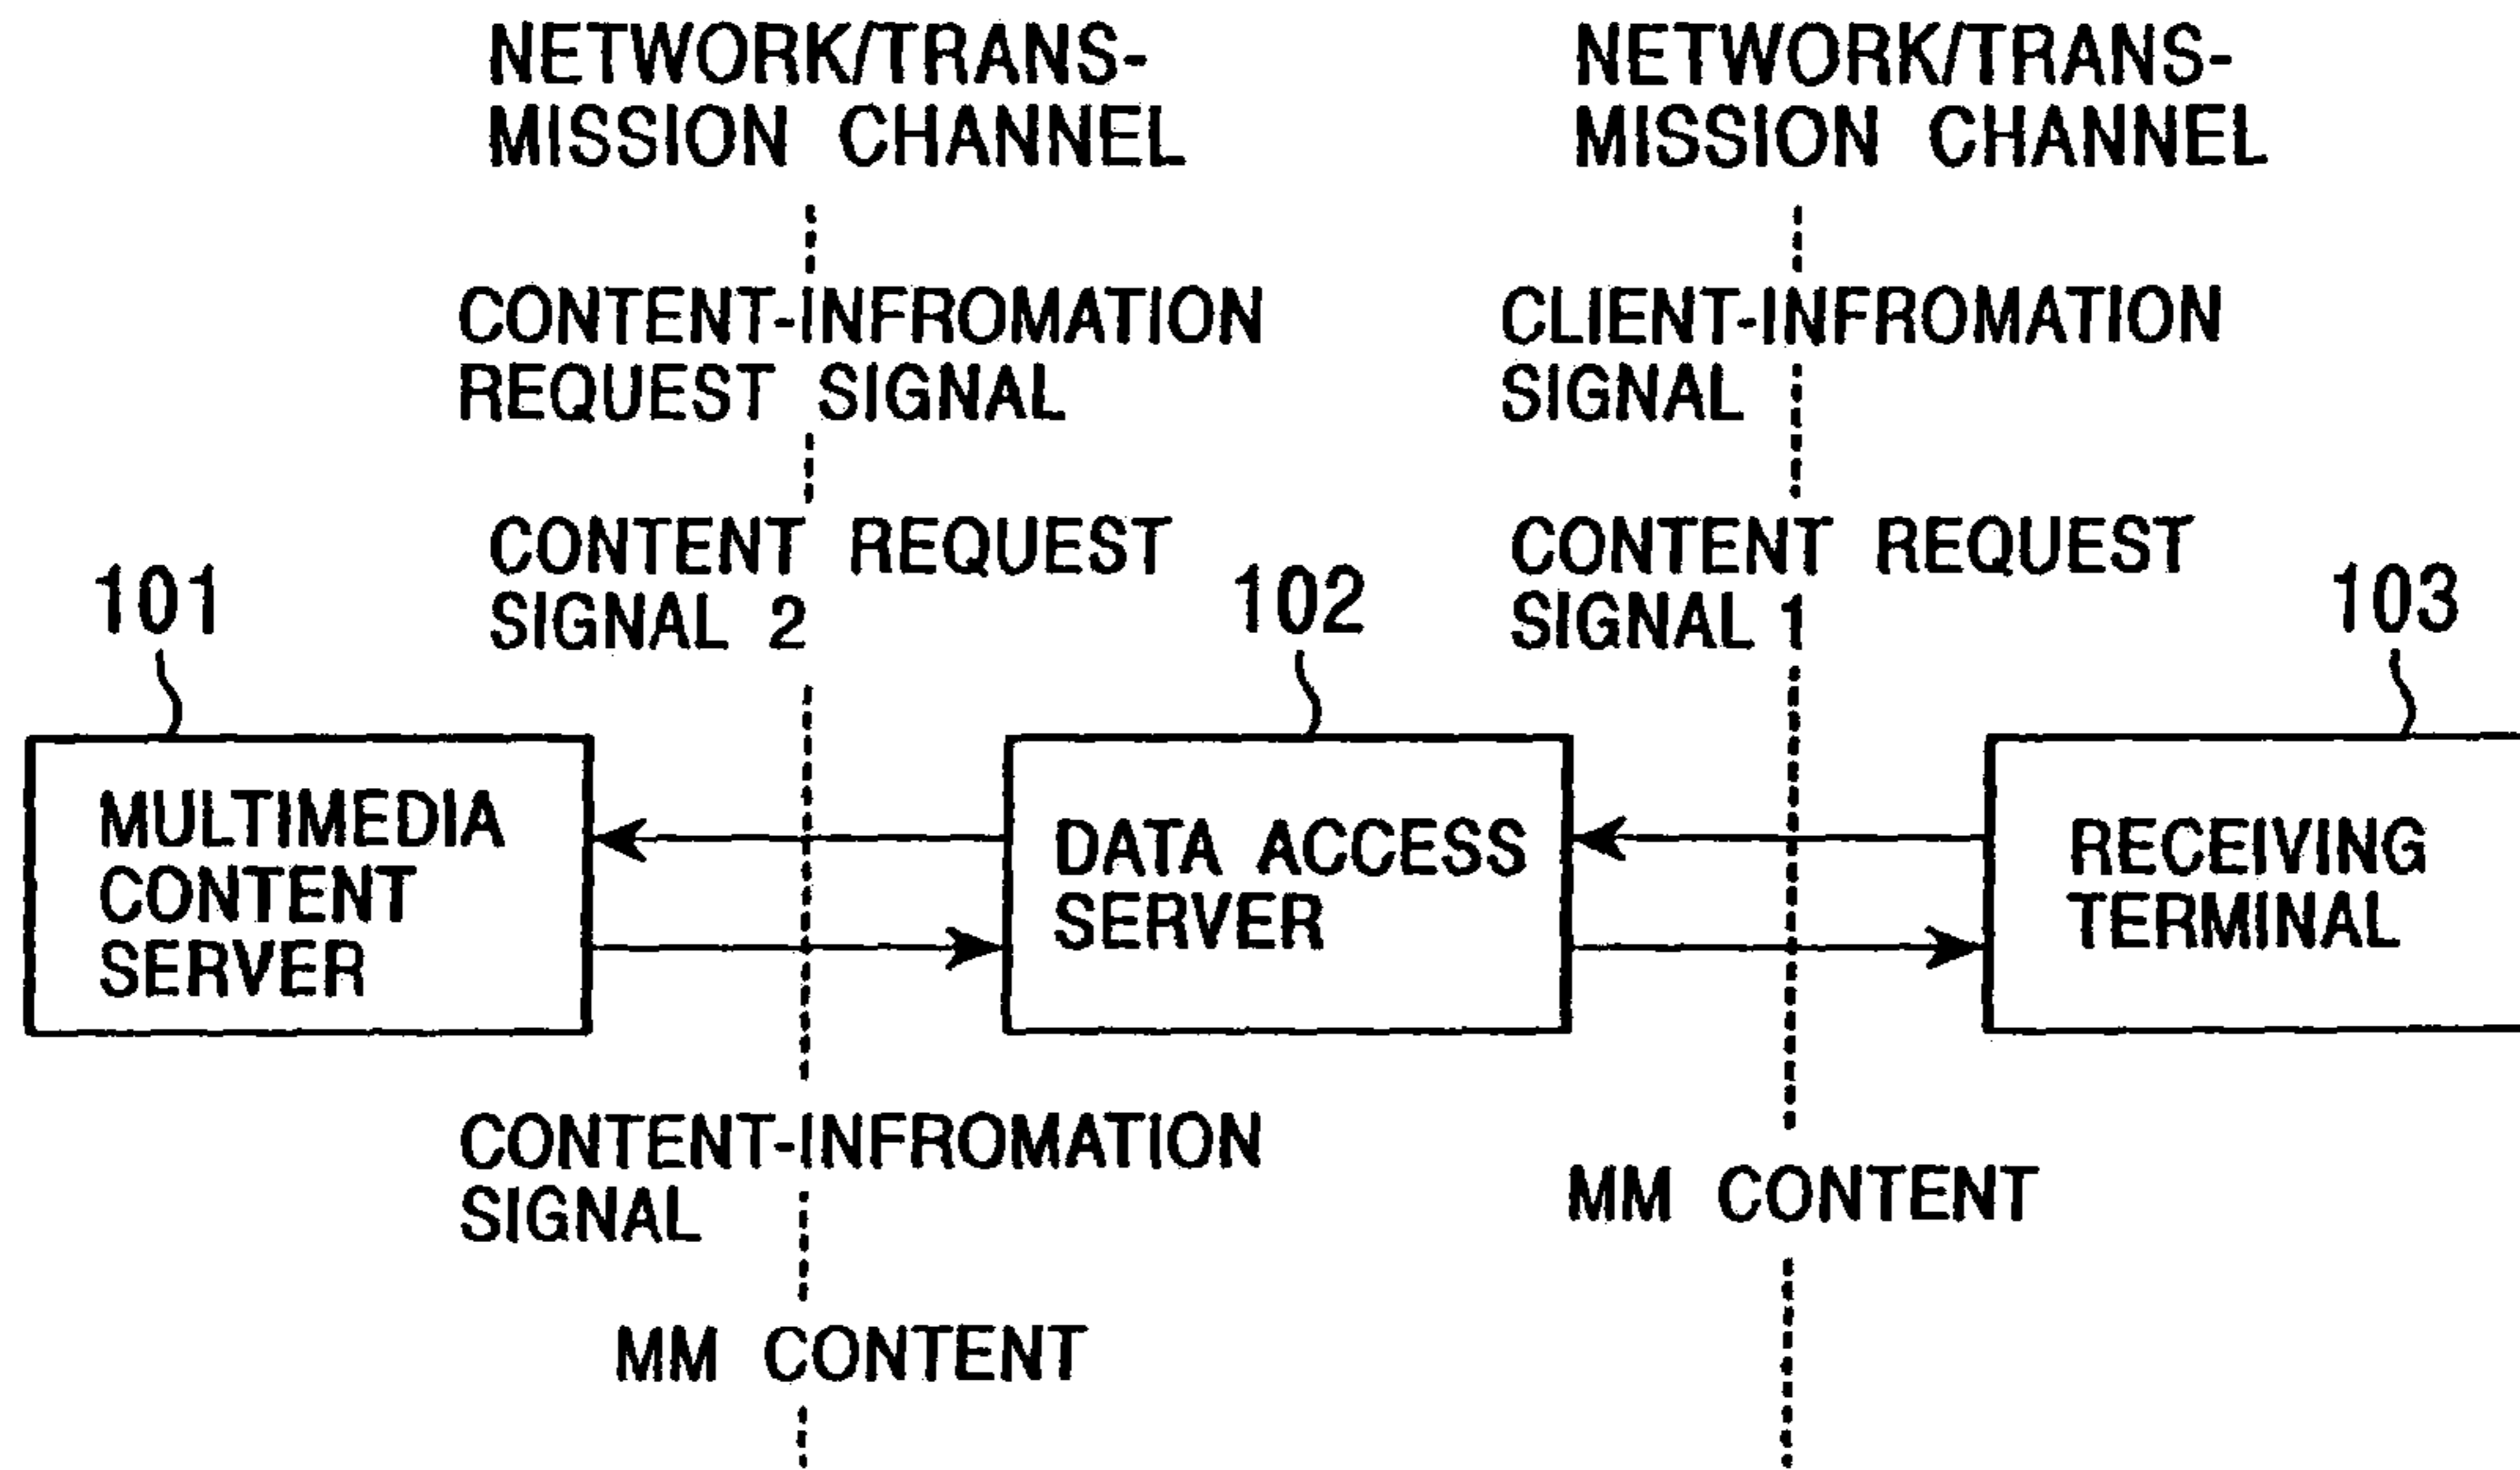 NETWORK/TRANS-
MISSION CHANNEL
NETWORK/TRANS-
MISSION CHANNEL
CONTENT-INFROMATION
REQUEST SIGNAL
CLIENT-INFROMATION
SIGNAL
CONTENT REQUEST
SIGNAL 2
CONTENT REQUEST
SIGNAL 1
101
102
103
MULTIMEDIA
CONTENT
SERVER
DATA ACCESS
SERVER
RECEIVING
TERMINAL
CONTENT-INFROMATION
SIGNAL
MM CONTENT
MM CONTENT